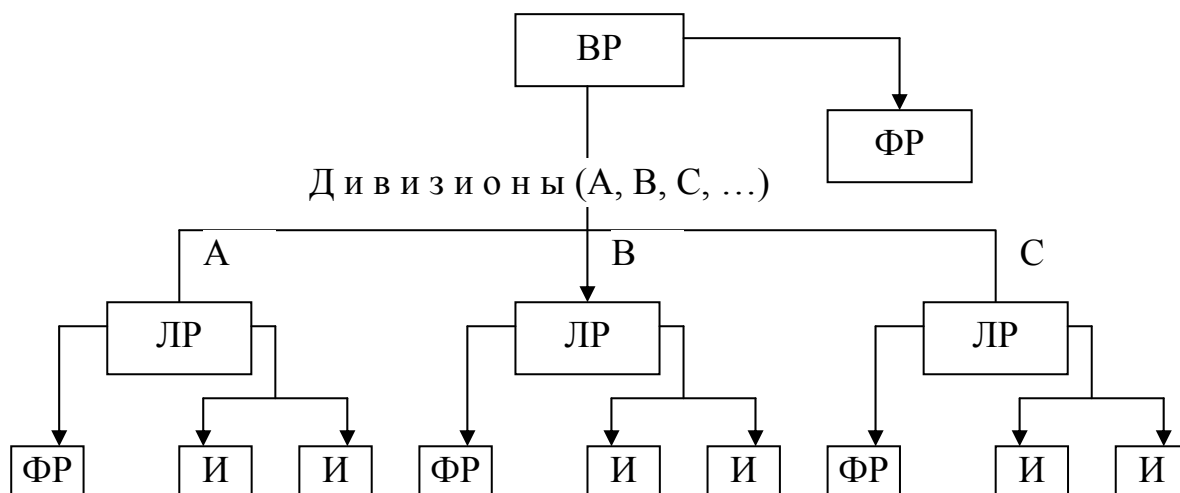 ВР
ФР
Д и в и з и о н ы (А, В, С, …)
А В С
ЛР ЛР ЛР
ФР И И ФР И И ФР И И